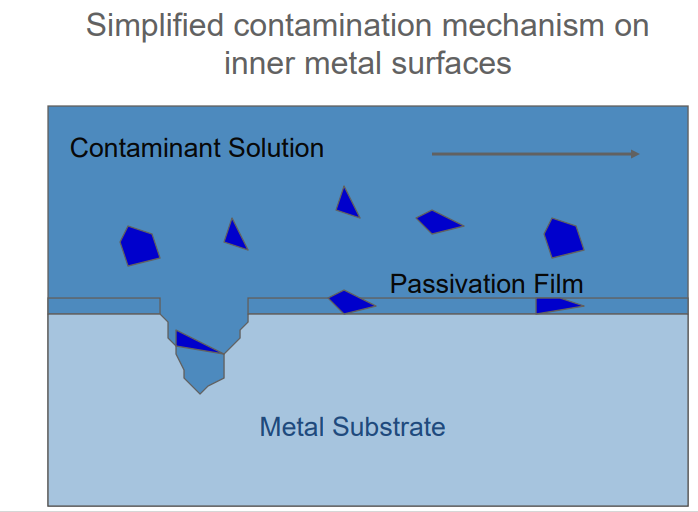 Simplified contamination mechanism on
inner metal surfaces
Contaminant Solution
Passivation Film
Metal Substrate